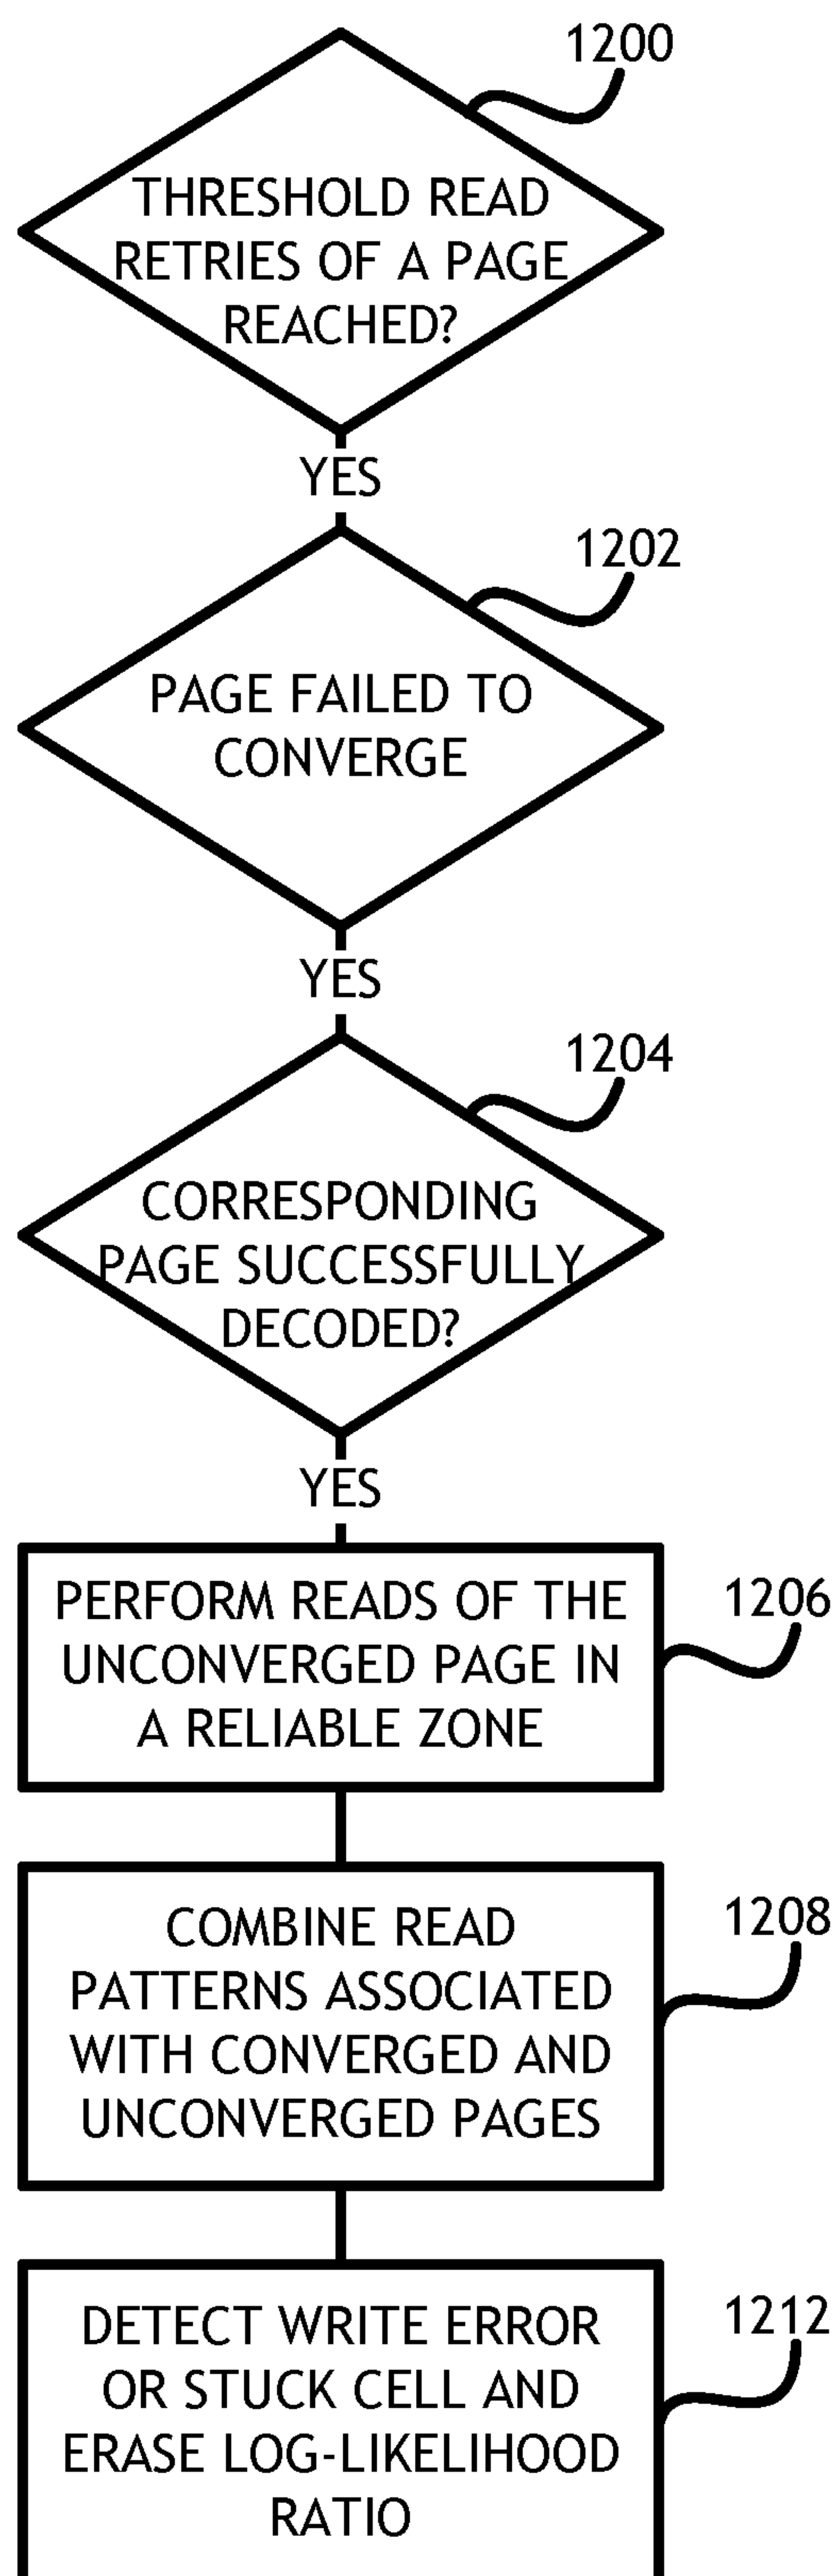 1200
THRESHOLD READ
RETRIES OF A PAGE
REACHED?
YES
1202
PAGE FAILED TO
CONVERGE
YES
1204
CORRESPONDING
PAGE SUCCESSFULLY
DECODED?
YES
PERFORM READS OF THE
UNCONVERGED PAGE IN
A RELIABLE ZONE
1206
COMBINE READ
PATTERNS ASSOCIATED
WITH CONVERGED AND
UNCONVERGED PAGES
1208
DETECT WRITE ERROR
OR STUCK CELL AND
ERASE LOG-LIKELIHOOD
RATIO
1212